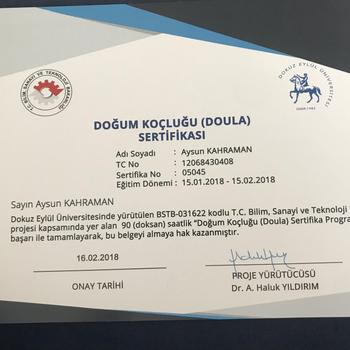 T.C. BİLİM, SANAYİ VE TEKNOLOJİ BAKANLIĞI
DOKUZ EYLÜL ÜNİVERSİTESİ
İZMİR-1982
DOĞUM KOÇLUĞU (DOULA)
SERTİFİKASI
Adı Soyadı : Aysun KAHRAMAN
TC No : 12068430408
Sertifika No : 05045
Eğitim Dönemi : 15.01.2018 - 15.02.2018
Sayın Aysun KAHRAMAN
Dokuz Eylül Üniversitesinde yürütülen BSTB-031622 kodlu T.C. Bilim, Sanayi ve Teknoloji
projesi kapsamında yer alan 90 (doksan) saatlik "Doğum Koçluğu (Doula) Sertifika Progra
başarı ile tamamlayarak, bu belgeyi almaya hak kazanmıştır.
16.02.2018
ONAY TARİHİ
PROJE YÜRÜTÜCÜSÜ
Dr. A. Haluk YILDIRIM